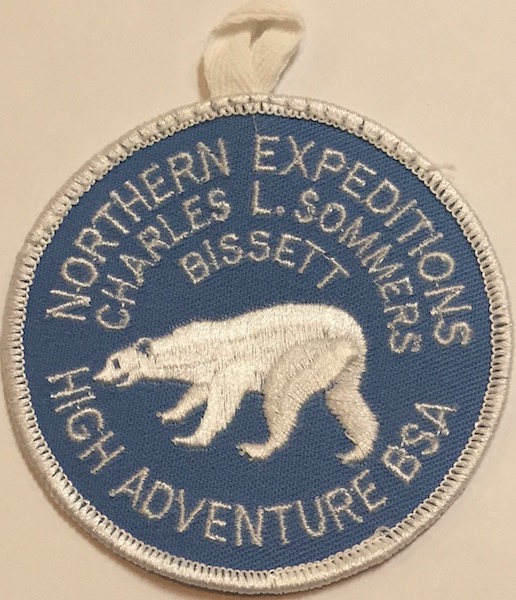 NORTHERN EXPEDITIONS
CHARLES L. SOMMERS
BISSETT
HIGH ADVENTURE BSA